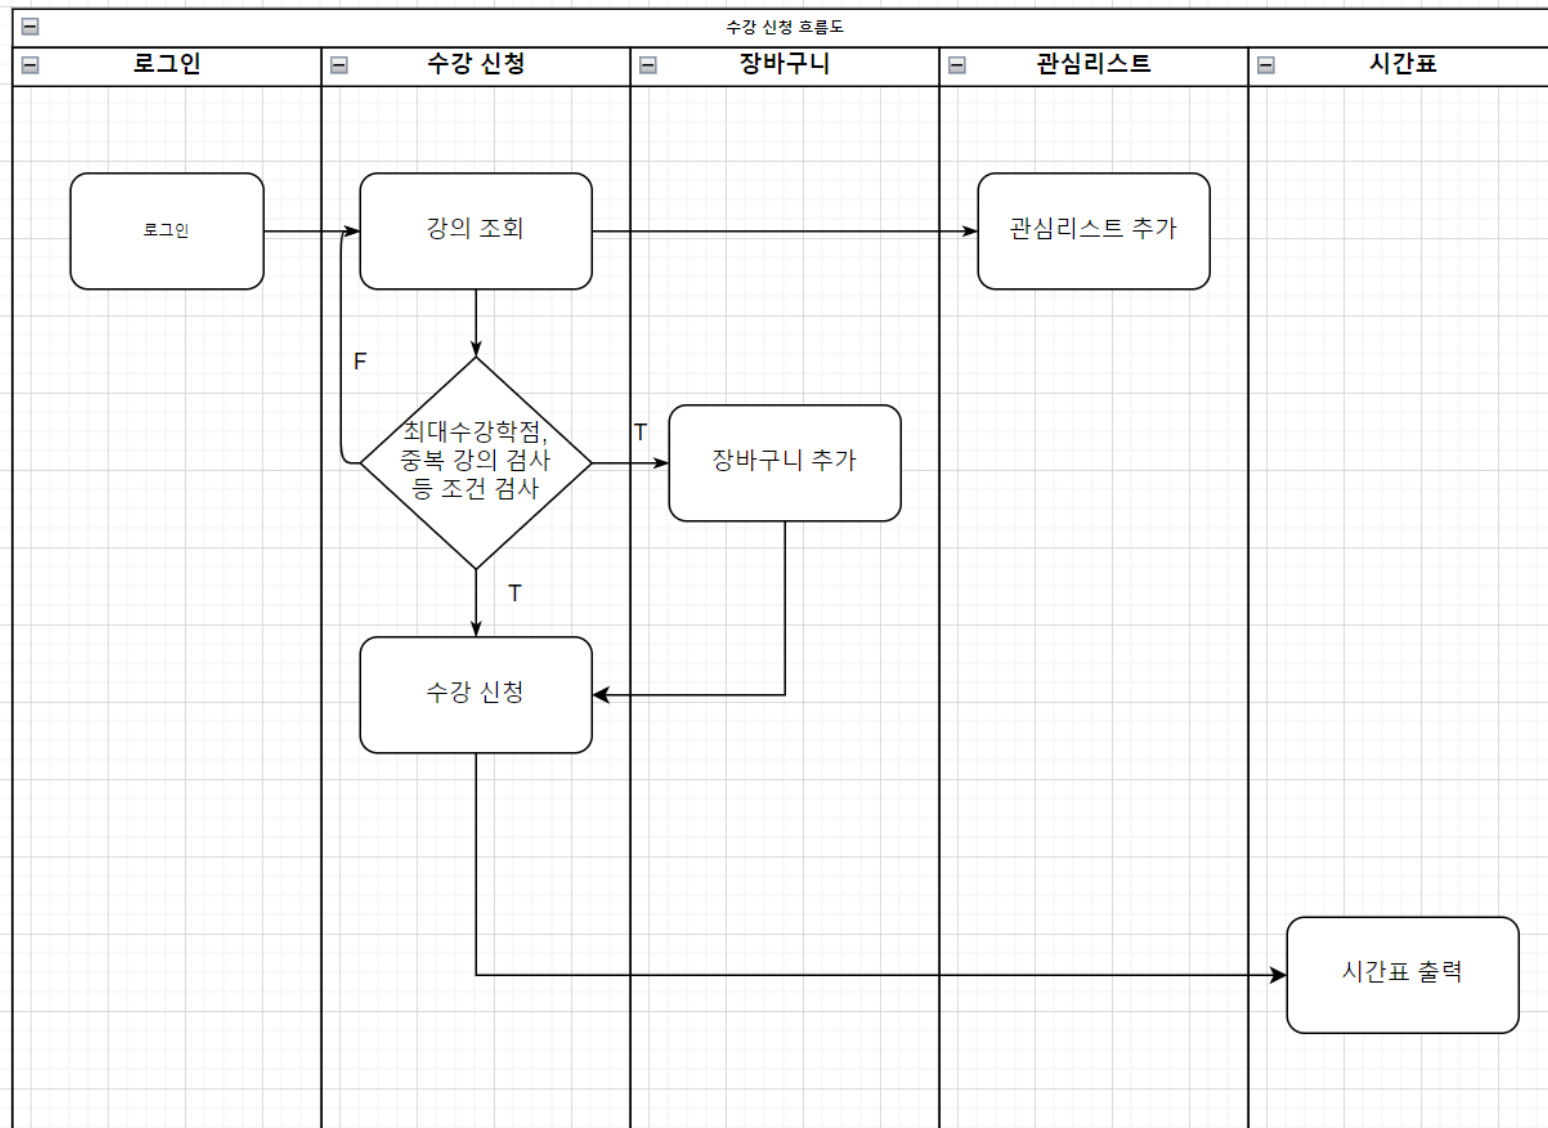 수강 신청 흐름도
로그인
수강 신청
장바구니
관심리스트
시간표
로그인
강의 조회
관심리스트 추가
F
최대수강학점,
중복 강의 검사
등 조건 검사
T
장바구니 추가
T
수강 신청
시간표 출력